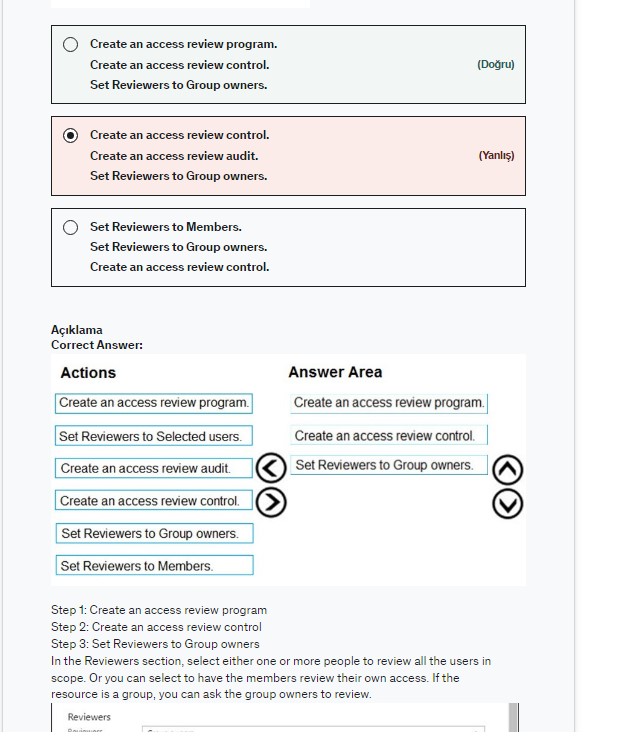 Create an access review program.
Create an access review control.
(Doğru)
Set Reviewers to Group owners.
Create an access review control.
Create an access review audit.
(Yanlış)
Set Reviewers to Group owners.
Set Reviewers to Members.
Set Reviewers to Group owners.
Create an access review control.
Açıklama
Correct Answer:
Actions
Answer Area
Create an access review program.
Create an access review program.
Set Reviewers to Selected users.
Create an access review control.
Create an access review audit.
Set Reviewers to Group owners.
Create an access review control.
Set Reviewers to Group owners.
Set Reviewers to Members.
Step 1: Create an access review program
Step 2: Create an access review control
Step 3: Set Reviewers to Group owners
In the Reviewers section, select either one or more people to review all the users in
scope. Or you can select to have the members review their own access. If the
resource is a group, you can ask the group owners to review.
Reviewers